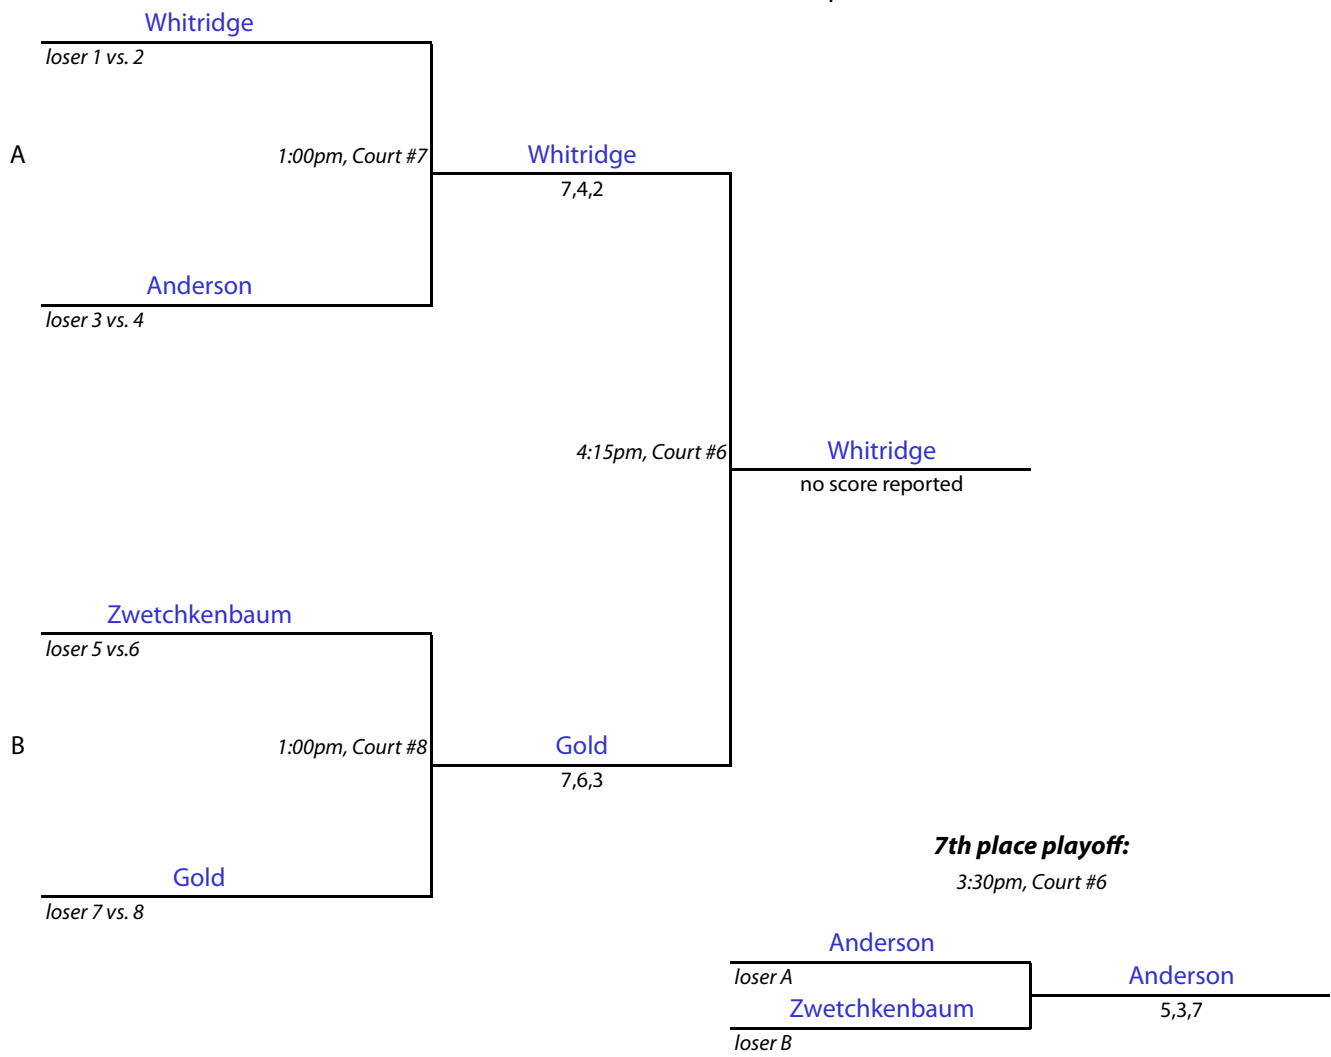 Whitridge
loser 1 vs. 2
A
1:00pm, Court #7
Whitridge
7,4,2
Anderson
loser 3 vs. 4
4:15pm, Court #6
Whitridge
no score reported
Zwetchkenbaum
loser 5 vs.6
B
1:00pm, Court #8
Gold
7,6,3
Gold
loser 7 vs. 8
7th place playoff:
3:30pm, Court #6
Anderson
loser A
Anderson
5,3,7
Zwetchkenbaum
loser B